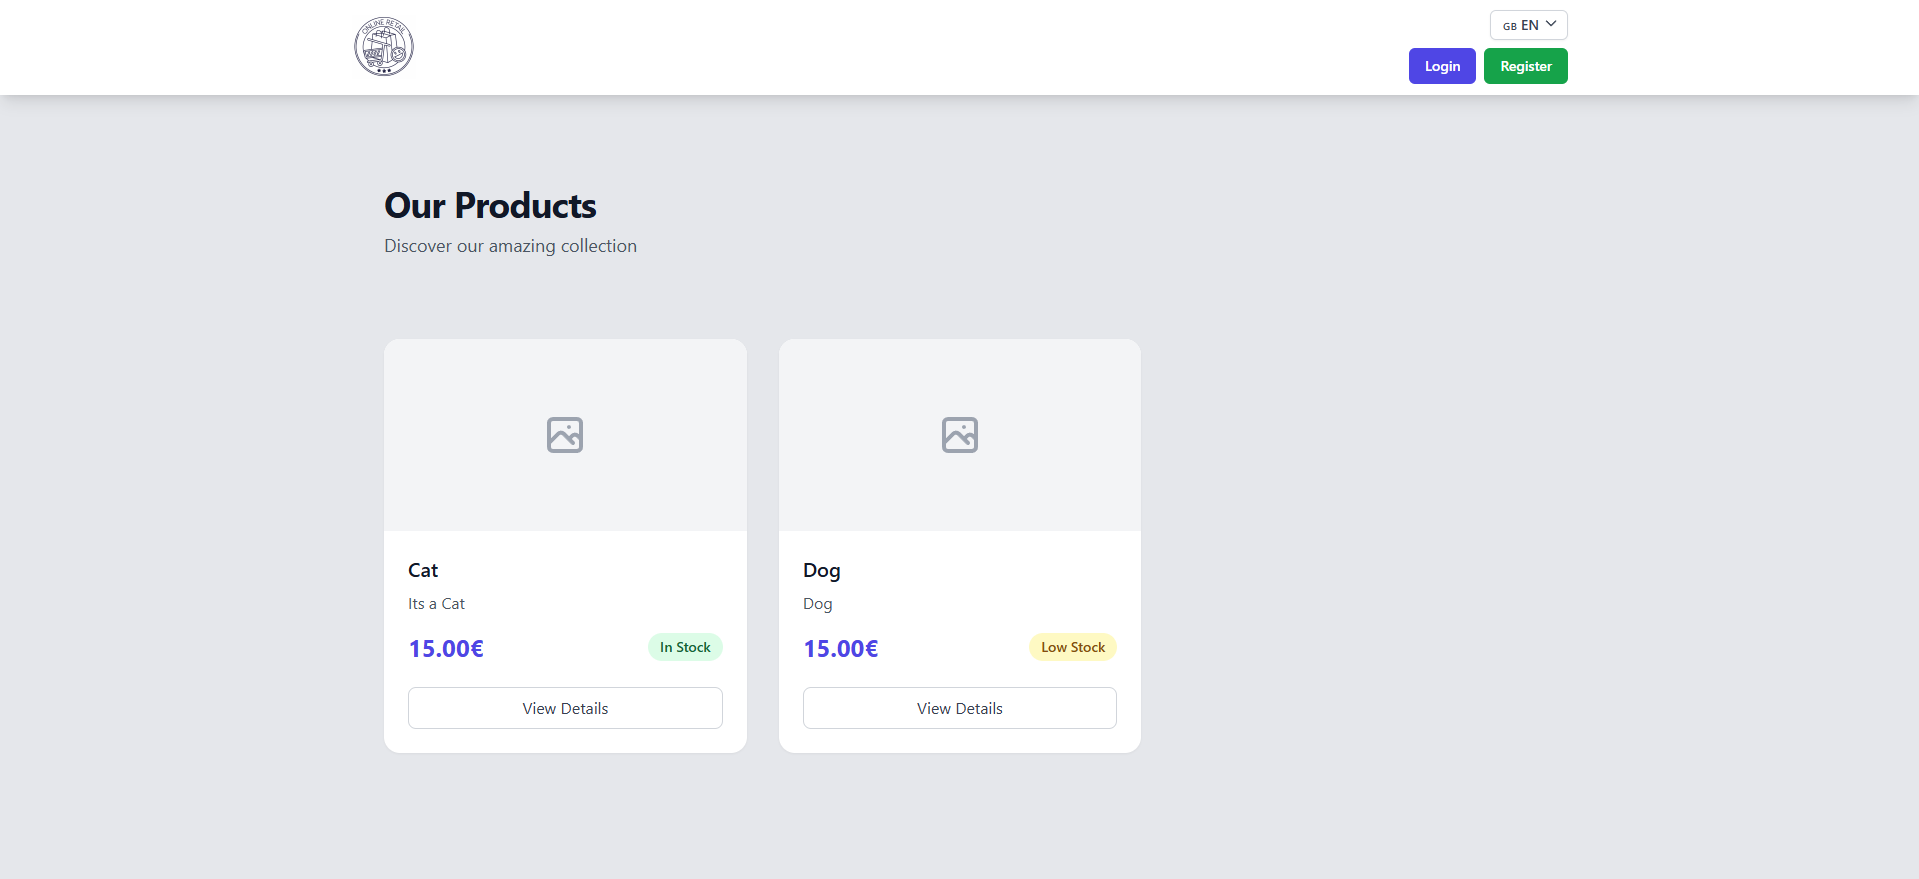 ONLINE RETAIL
GB EN
Login
Register
Our Products
Discover our amazing collection
Cat
Its a Cat
15.00€
In Stock
View Details
Dog
Dog
15.00€
Low Stock
View Details